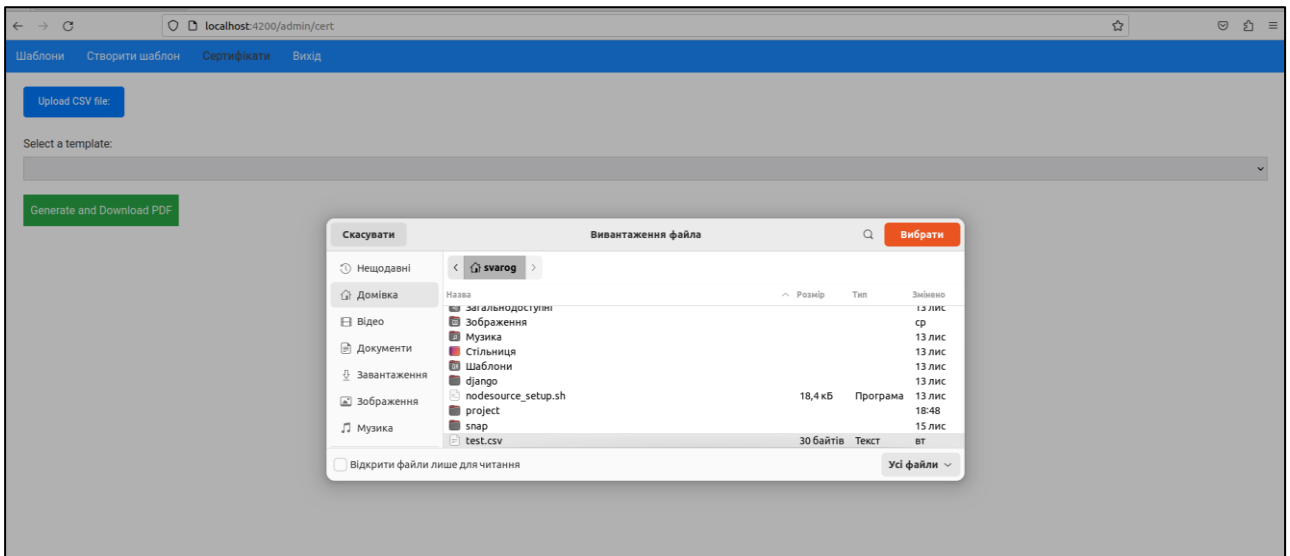 localhost:4200/admin/cert
Шаблони Створити шаблон Сертифікати Вихід
Upload CSV file:
Select a template:
Generate and Download PDF
Скасувати Вивантаження файла Вибрати
Нещодавні
Домівка
Відео
Документи
Завантаження
Зображення
Музика
svarog
Назва Розмір Тип Змінено
Загальнодоступні 13 лис
Зображення ср
Музика 13 лис
Стільниця 13 лис
Шаблони 13 лис
django 13 лис
nodesource_setup.sh 18,4 кБ Програма 13 лис
project 18:48
snap 15 лис
test.csv 30 байтів Текст вт
Відкрити файли лише для читання Усі файли